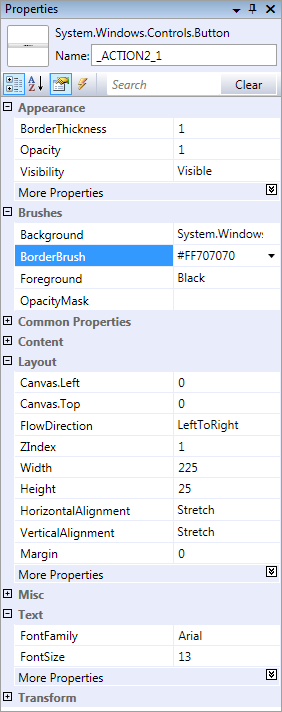 Properties
System.Windows.Controls.Button
Name: _ACTION2_1
Search Clear
Appearance
BorderThickness 1
Opacity 1
Visibility Visible
More Properties
Brushes
Background System.Windows
BorderBrush #FF707070
Foreground Black
OpacityMask
Common Properties
Content
Layout
Canvas.Left 0
Canvas.Top 0
FlowDirection LeftToRight
ZIndex 1
Width 225
Height 25
HorizontalAlignment Stretch
VerticalAlignment Stretch
Margin 0
More Properties
Misc
Text
FontFamily Arial
FontSize 13
More Properties
Transform